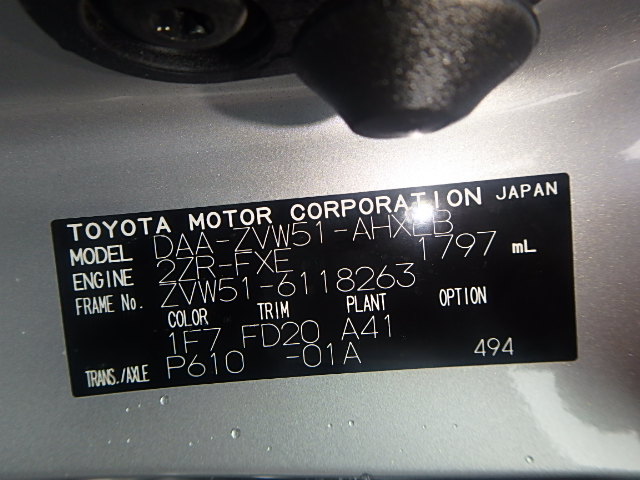 TOYOTA MOTOR CORPORATION JAPAN
MODEL DAA-ZVW51-AHXEB
ENGINE 2ZR-FXE 1797 mL
FRAME No. ZVW51-6118263
COLOR TRIM PLANT OPTION
1F7 FD20 A41
TRANS./AXLE P610 -01A 494